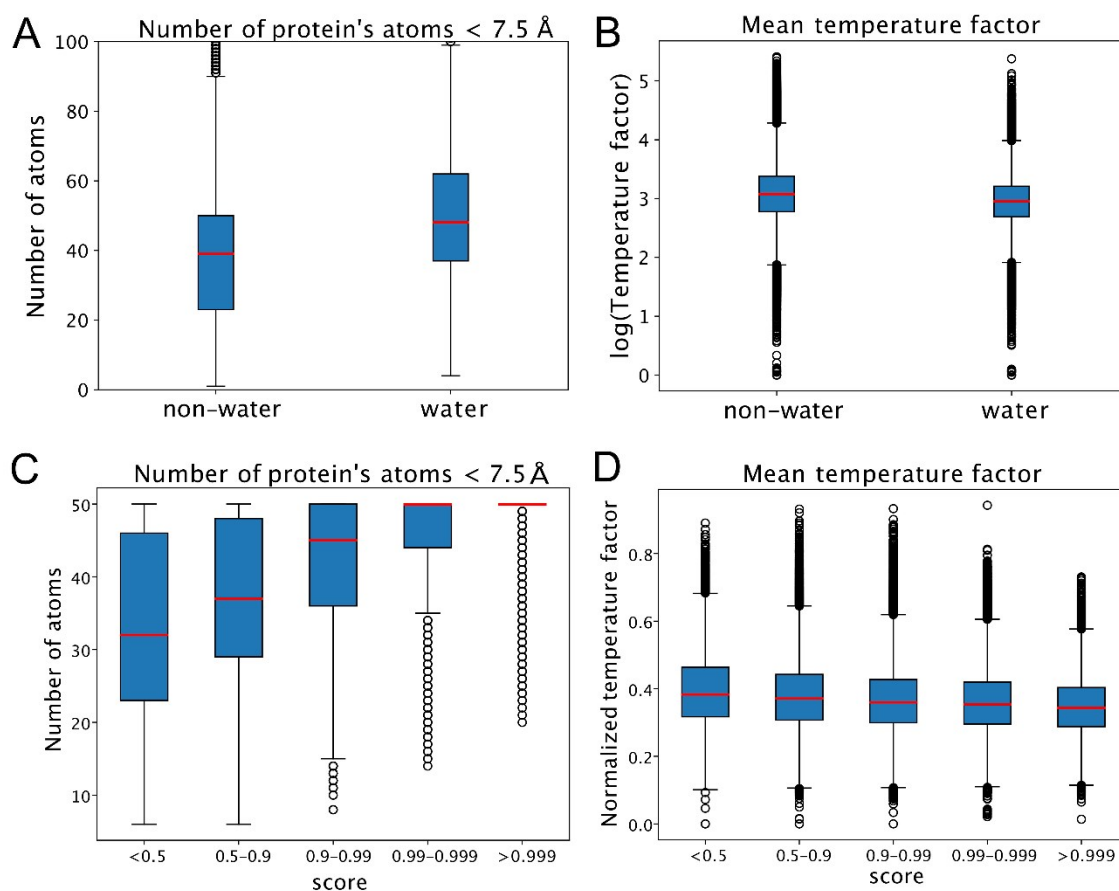 A
Number of protein's atoms < 7.5 Å
Number of atoms
100
80
60
40
20
0
non-water
water
B
Mean temperature factor
log(Temperature factor)
5
4
3
2
1
0
non-water
water
C
Number of protein's atoms < 7.5 Å
Number of atoms
50
40
30
20
10
<0.5
0.5-0.9
0.9-0.99
0.99-0.999
>0.999
score
D
Mean temperature factor
Normalized temperature factor
0.8
0.6
0.4
0.2
0.0
<0.5
0.5-0.9
0.9-0.99
0.99-0.999
>0.999
score